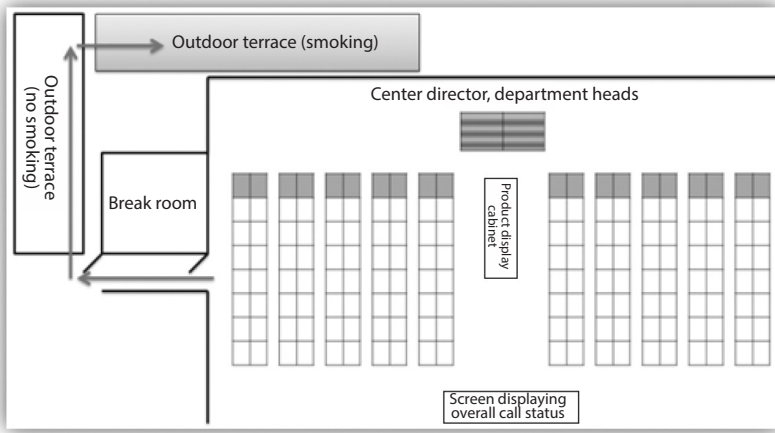 Outdoor terrace (smoking)
Outdoor terrace
(no smoking)
Center director, department heads
Break room
Product display
cabinet
Screen displaying
overall call status